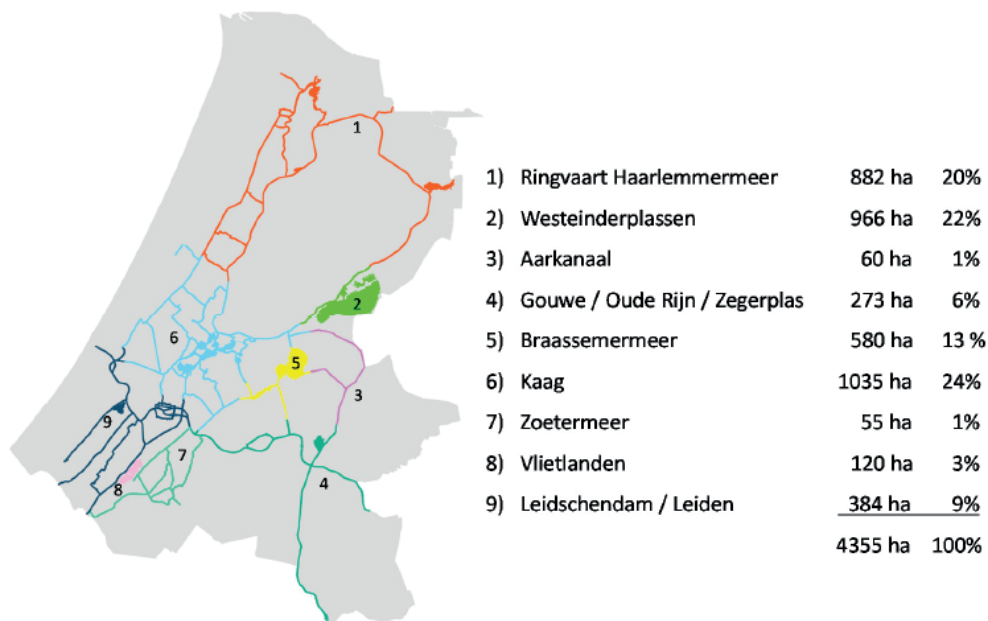 1
2
3
4
5
6
7
8
9
1) Ringvaart Haarlemmermeer 882 ha 20%
2) Westeinderplassen 966 ha 22%
3) Aarkanaal 60 ha 1%
4) Gouwe / Oude Rijn / Zegerplas 273 ha 6%
5) Braassemermeer 580 ha 13 %
6) Kaag 1035 ha 24%
7) Zoetermeer 55 ha 1%
8) Vlietlanden 120 ha 3%
9) Leidschendam / Leiden 384 ha 9%
4355 ha 100%